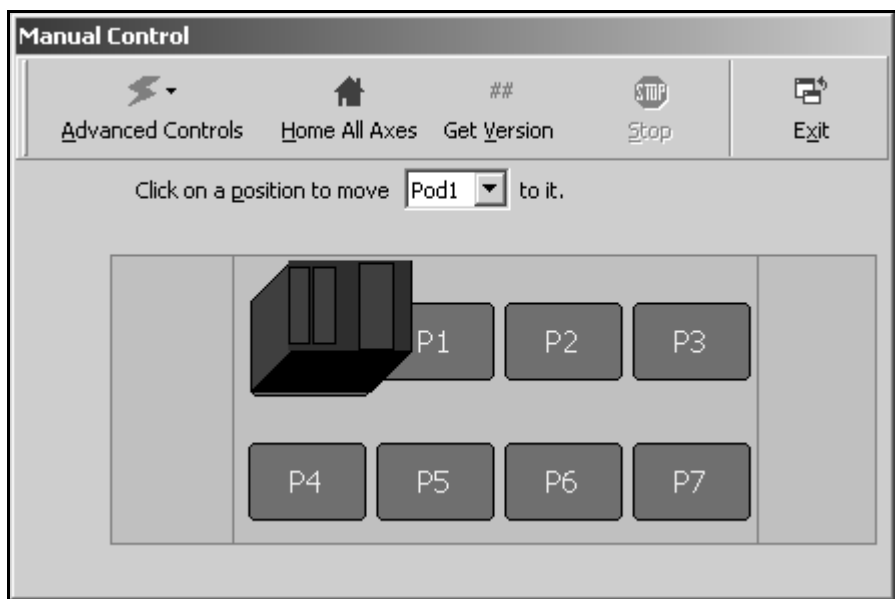 Manual Control
##
STOP
Advanced Controls Home All Axes Get Version Stop Exit
Click on a position to move Pod1 to it.
P1 P2 P3
P4 P5 P6 P7